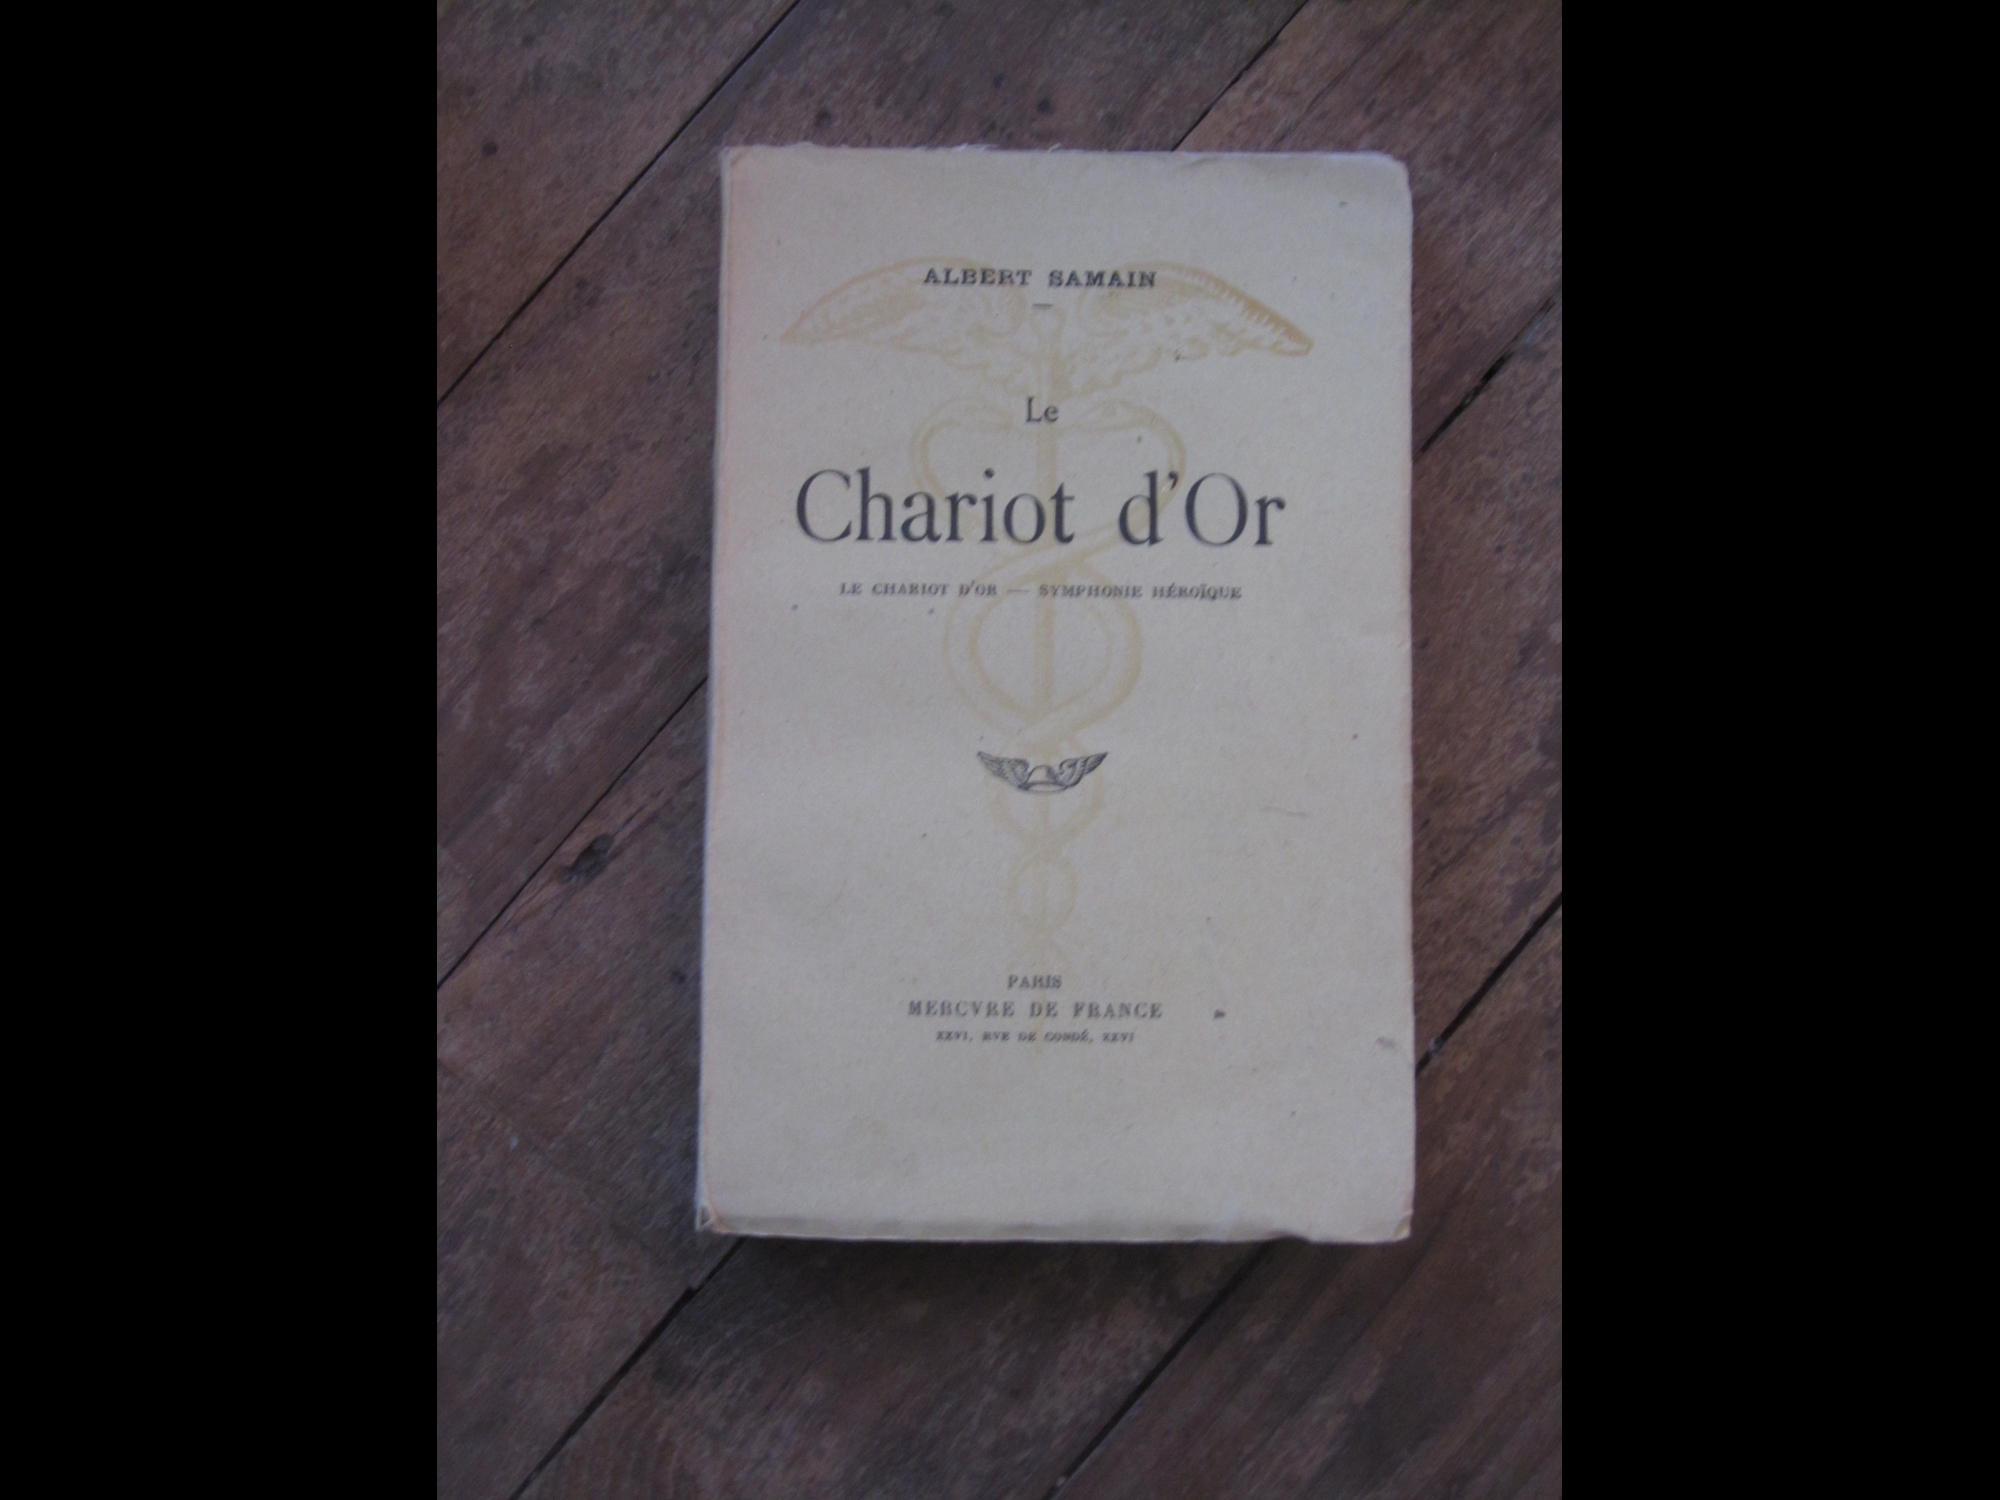 ALBERT SAMAIN
Le
Chariot d'Or
LE CHARIOT D'OR — SYMPHONIE HÉROÏQUE
PARIS
MERCVRE DE FRANCE
XXVI, RVE DE CONDÉ, XXVI